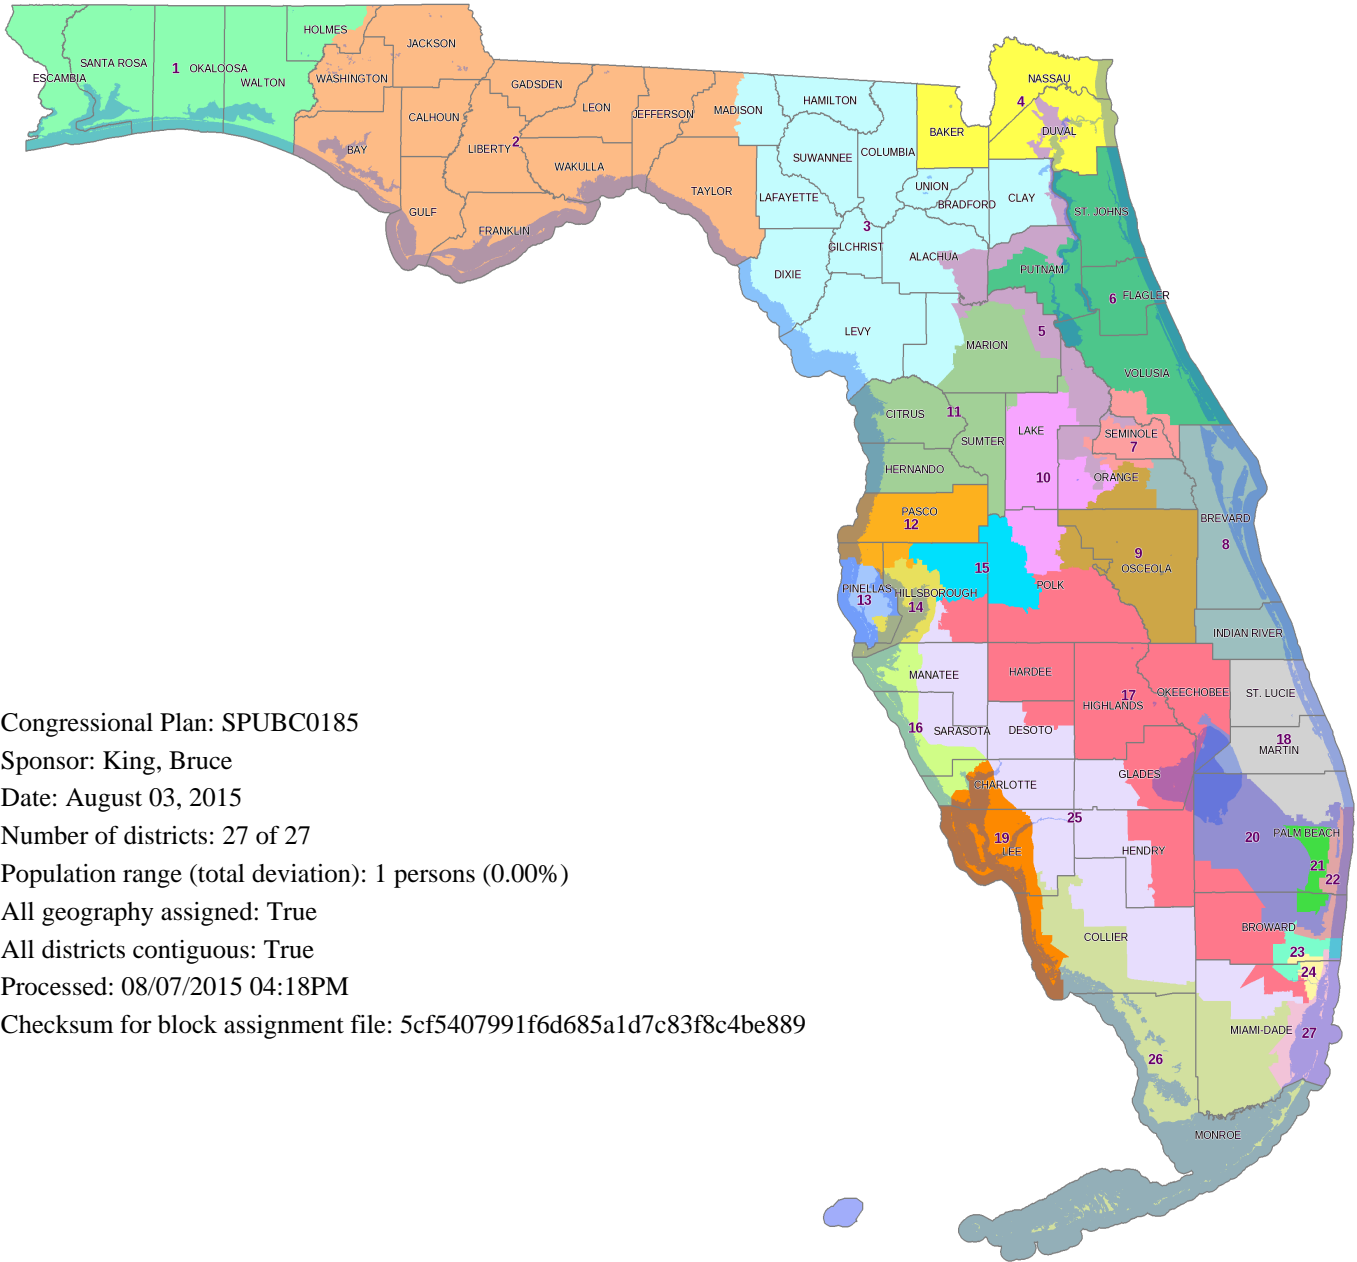 HOLMES
JACKSON
SANTA ROSA
1
OKALOOSA
ESCAMBIA
WALTON
WASHINGTON
GADSDEN
LEON
JEFFERSON
MADISON
HAMILTON
NASSAU
4
CALHOUN
BAY
LIBERTY
2
WAKULLA
SUWANNEE
COLUMBIA
BAKER
DUVAL
GULF
FRANKLIN
TAYLOR
LAFAYETTE
UNION
BRADFORD
CLAY
ST. JOHNS
3
GILCHRIST
ALACHUA
DIXIE
PUTNAM
6
FLAGLER
LEVY
MARION
5
VOLUSIA
CITRUS
11
SUMTER
LAKE
SEMINOLE
7
HERNANDO
10
ORANGE
PASCO
12
BREVARD
8
9
OSCEOLA
15
POLK
PINELLAS
13
HILLSBOROUGH
14
INDIAN RIVER
MANATEE
HARDEE
17
HIGHLANDS
OKEECHOBEE
ST. LUCIE
16
SARASOTA
DESOTO
18
MARTIN
CHARLOTTE
GLADES
25
19
LEE
HENDRY
20
PALM BEACH
21
22
COLLIER
BROWARD
23
24
MIAMI-DADE
27
26
MONROE
Congressional Plan: SPUBC0185
Sponsor: King, Bruce
Date: August 03, 2015
Number of districts: 27 of 27
Population range (total deviation): 1 persons (0.00%)
All geography assigned: True
All districts contiguous: True
Processed: 08/07/2015 04:18PM
Checksum for block assignment file: 5cf5407991f6d685a1d7c83f8c4be889